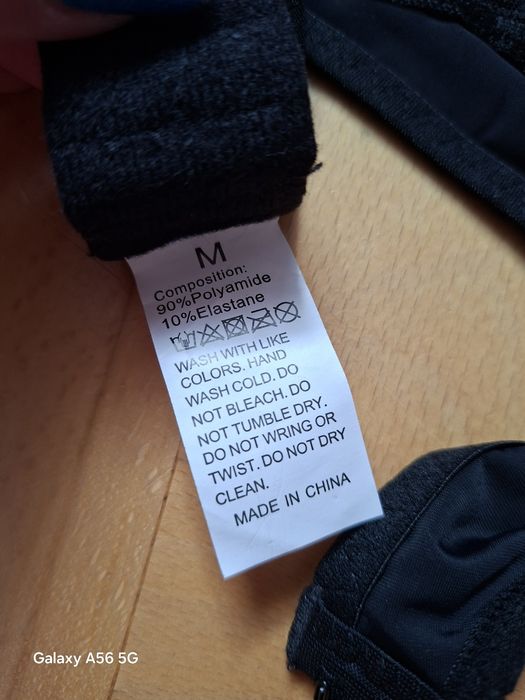 M
Composition:
90%Polyamide
10%Elastane
WASH WITH LIKE
COLORS. HAND
WASH COLD. DO
NOT BLEACH. DO
NOT TUMBLE DRY.
DO NOT WRING OR
TWIST. DO NOT DRY
CLEAN.
MADE IN CHINA
Galaxy A56 5G